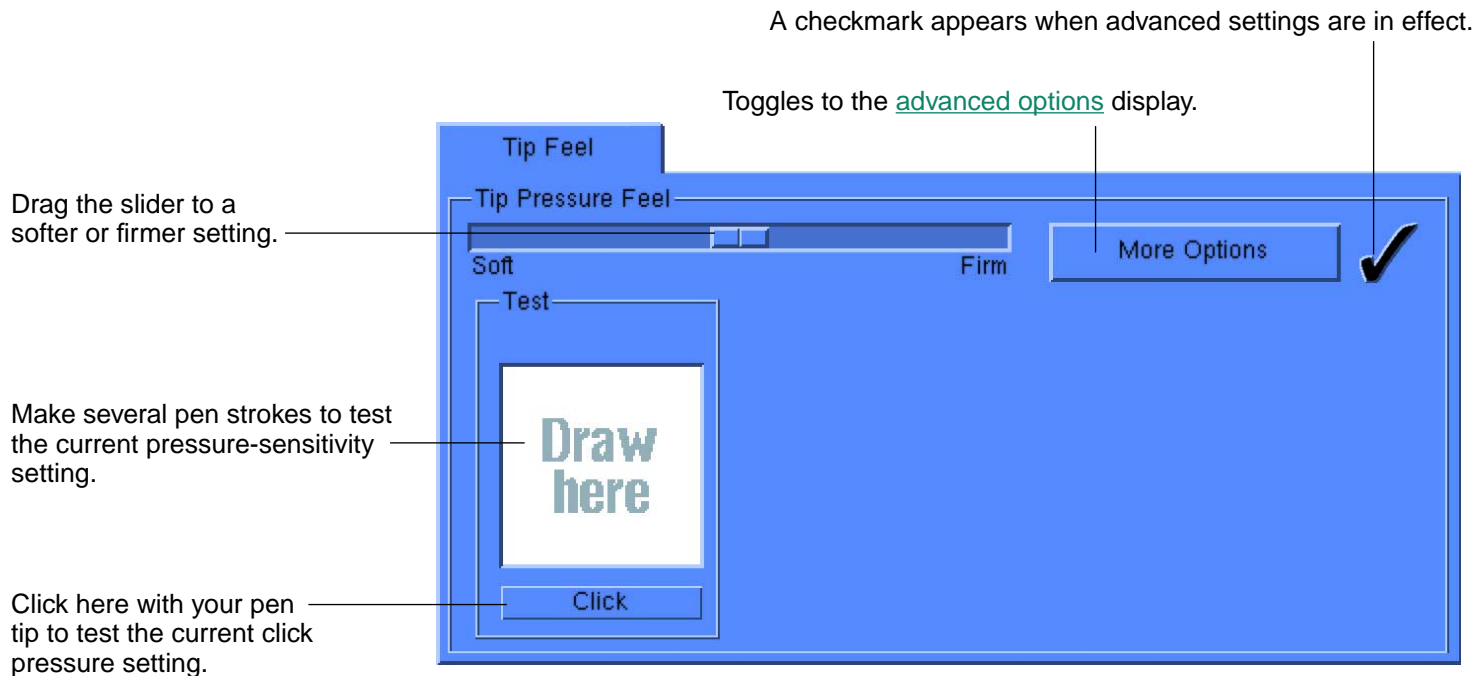 A checkmark appears when advanced settings are in effect.
Toggles to the advanced options display.
Tip Feel
Tip Pressure Feel
Drag the slider to a
softer or firmer setting.
Soft
Firm
More Options
Test
Make several pen strokes to test
the current pressure-sensitivity
setting.
Draw
here
Click here with your pen
tip to test the current click
pressure setting.
Click